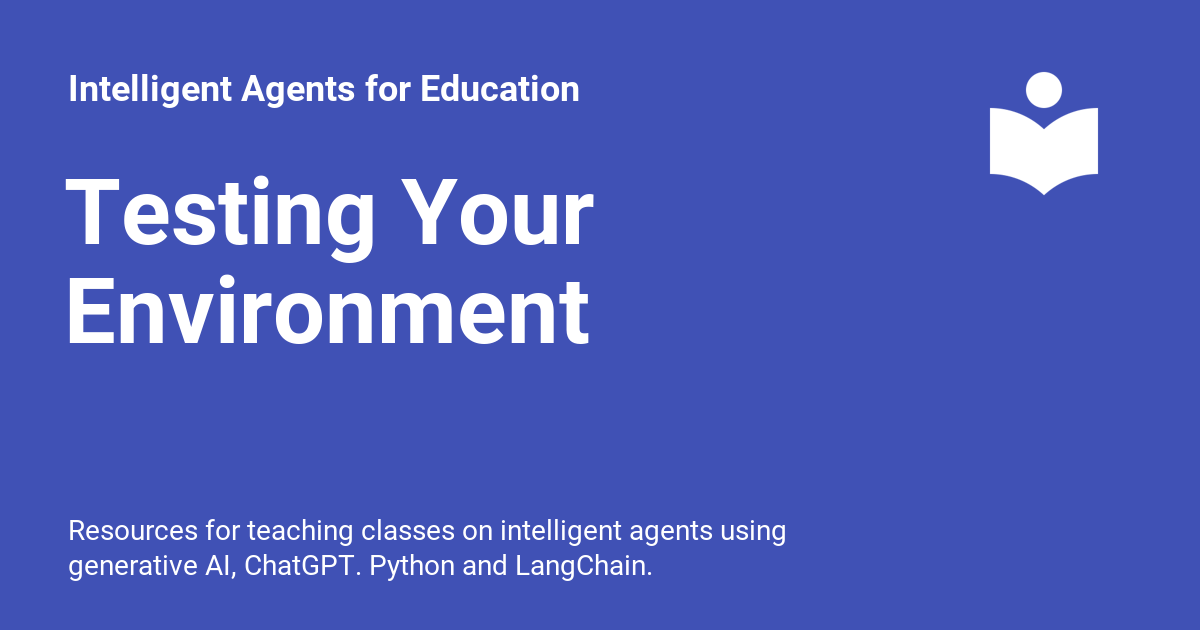 Intelligent Agents for Education
Testing Your
Environment
Resources for teaching classes on intelligent agents using
generative AI, ChatGPT. Python and LangChain.